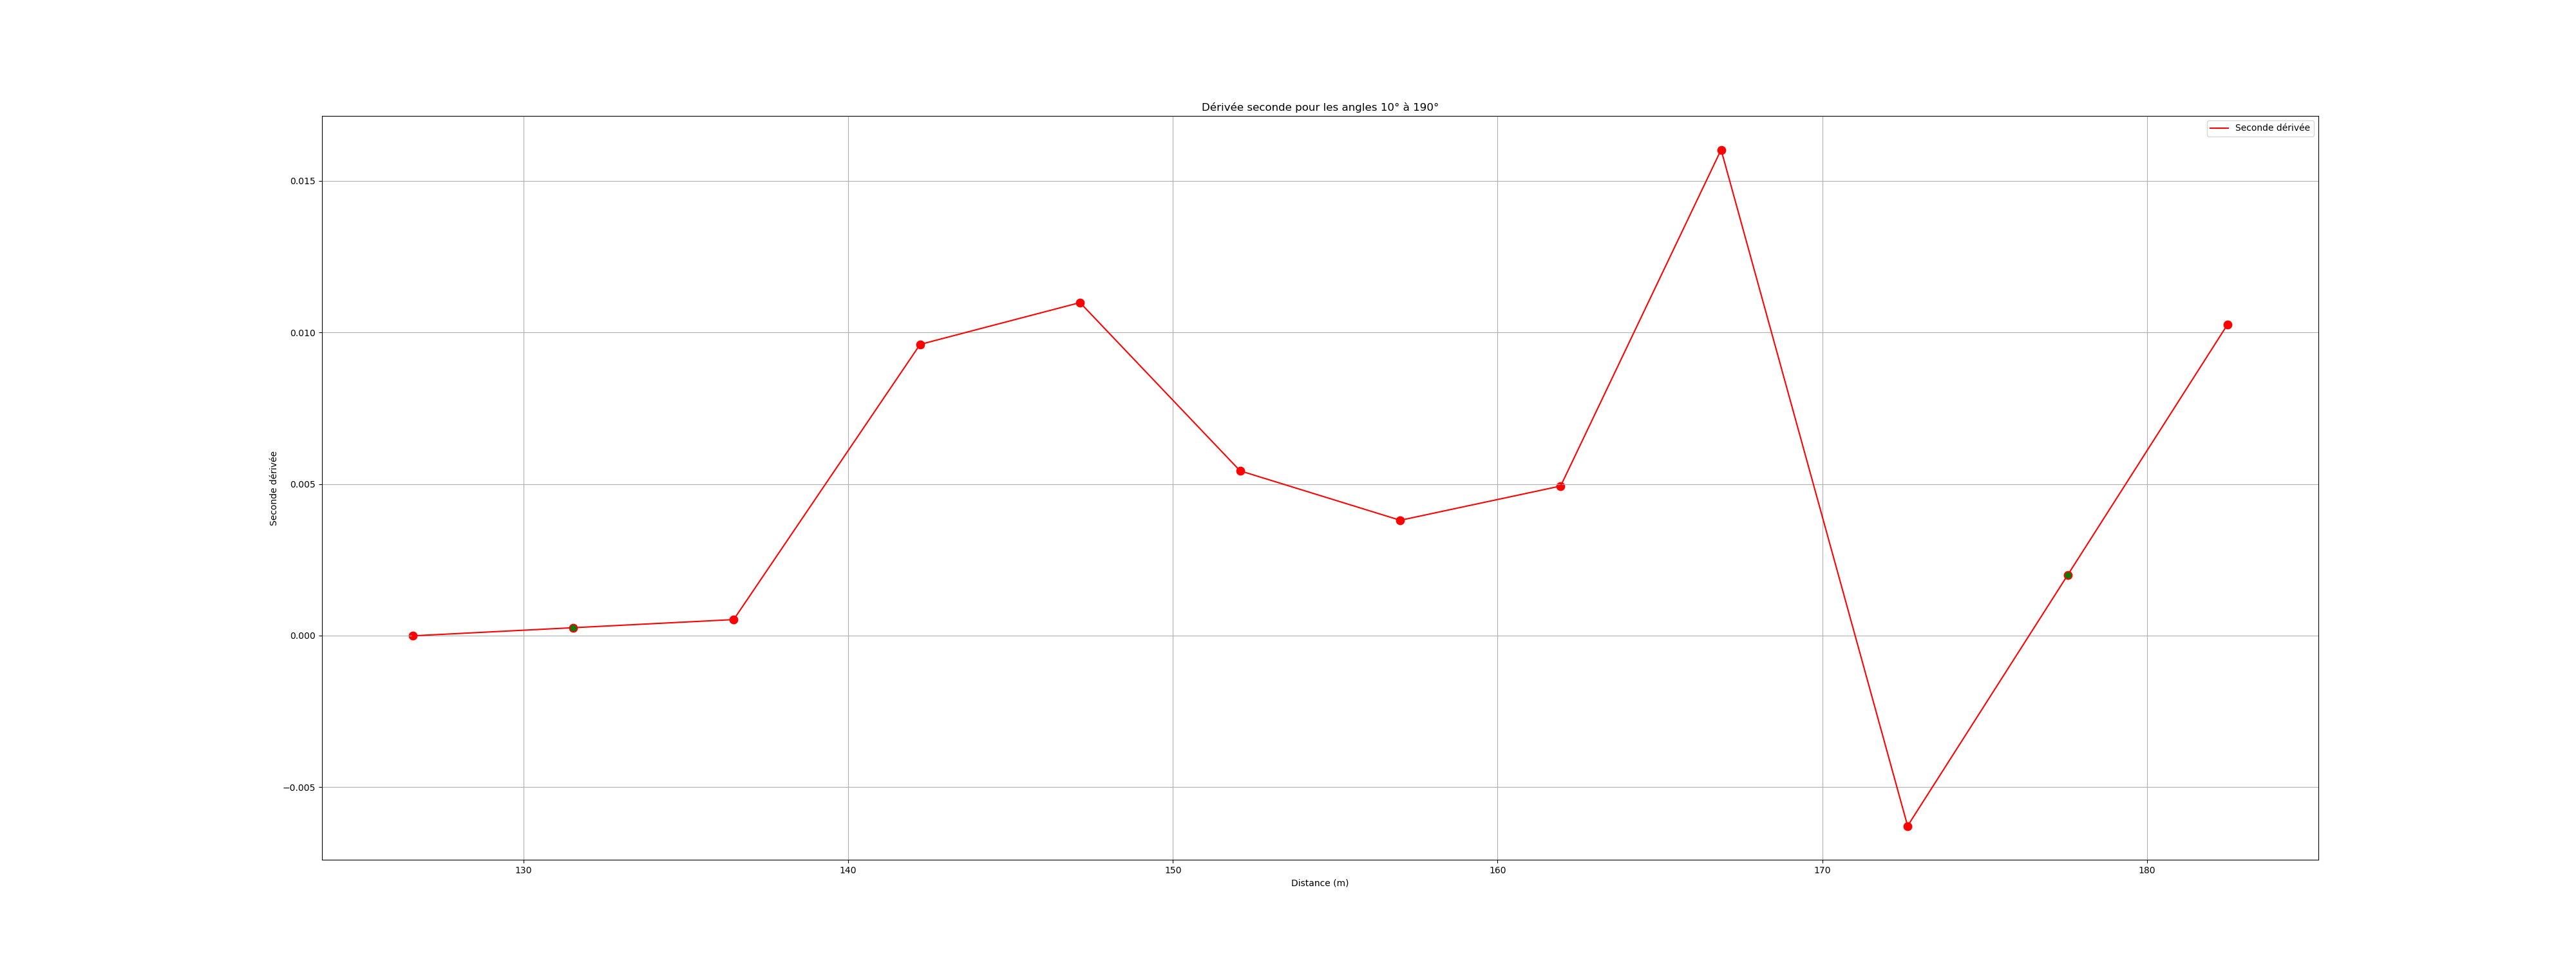 Dérivée seconde pour les angles 10° à 190°
Seconde dérivée
0.015
0.010
0.005
0.000
−0.005
Seconde dérivée
130 140 150 160 170 180
Distance (m)